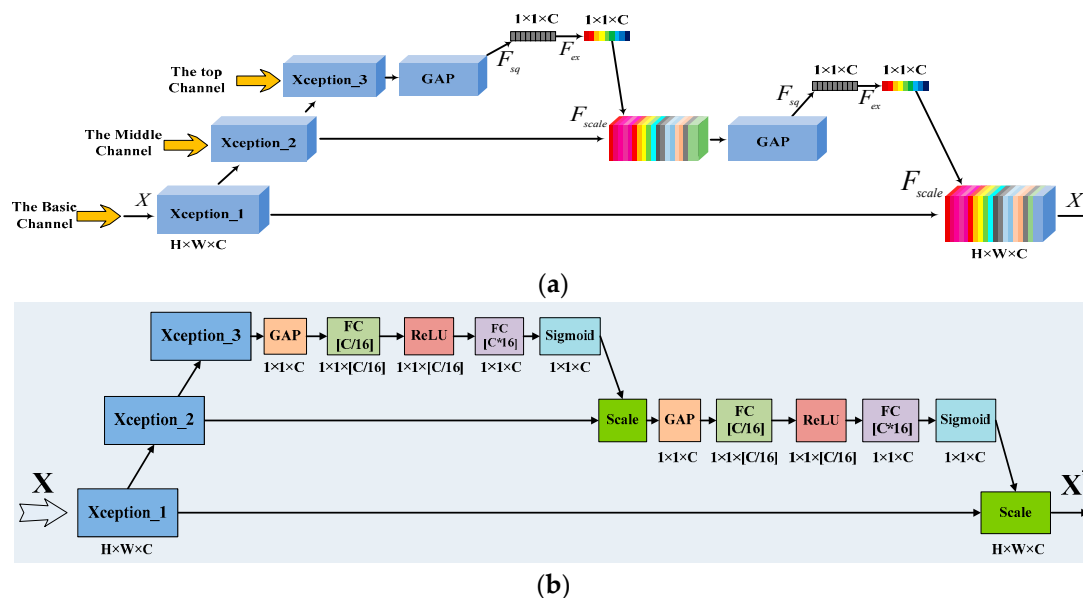 1×1×C
1×1×C
F_sq
F_ex
The top
Channel
Xception_3
GAP
1×1×C
1×1×C
F_sq
F_ex
The Middle
Channel
Xception_2
F_scale
GAP
The Basic
Channel
X
Xception_1
F_scale
X
H×W×C
H×W×C
(a)
Xception_3
GAP
FC
[C/16]
ReLU
FC
[C*16]
Sigmoid
1×1×C
1×1×[C/16]
1×1×[C/16]
1×1×C
1×1×C
Xception_2
Scale
GAP
FC
[C/16]
ReLU
FC
[C*16]
Sigmoid
1×1×C
1×1×[C/16]
1×1×[C/16]
1×1×C
1×1×C
X
Xception_1
Scale
X
H×W×C
H×W×C
(b)